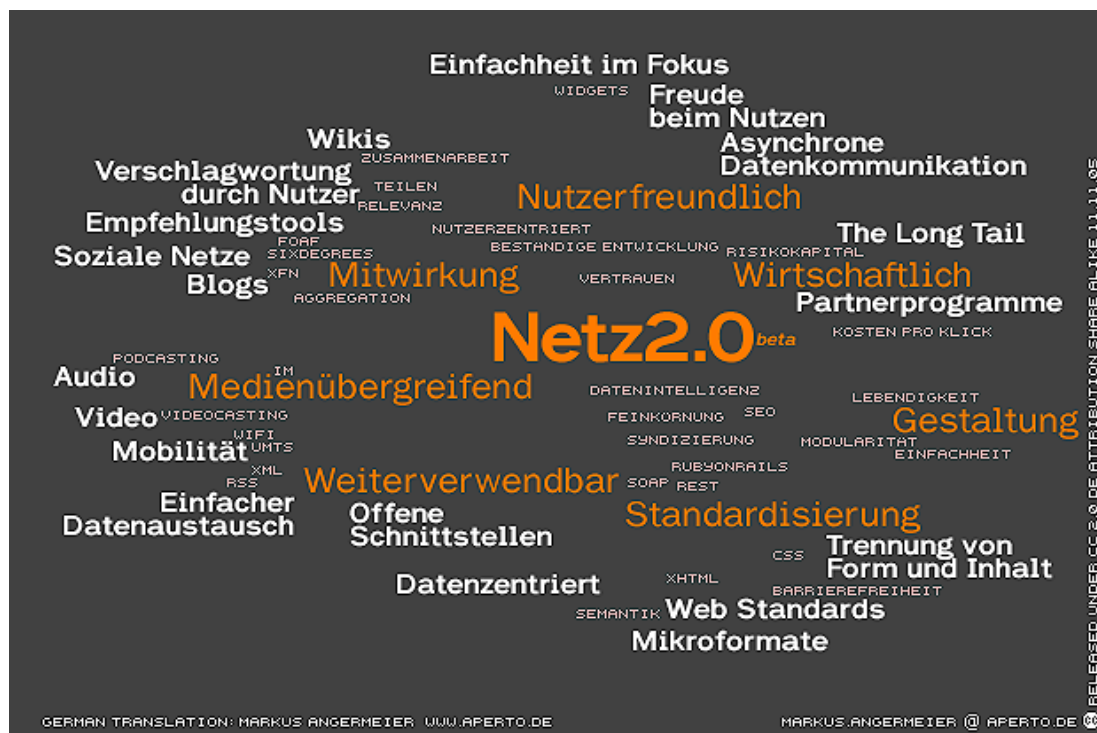 Einfachheit im Fokus
WIDGETS
Freude
beim Nutzen
Wikis
Asynchrone
Datenkommunikation
ZUSAMMENARBEIT
Verschlagwortung
durch Nutzer
TEILEN
RELEVANZ
Nutzerfreundlich
Empfehlungstools
NUTZERZENTRIERT
The Long Tail
FOAF
SIXDEGREES
BESTANDIGE ENTWICKLUNG
RISIKOKAPITAL
Soziale Netze
XFN
Mitwirkung
VERTRAUEN
Wirtschaftlich
Blogs
AGGREGATION
Partnerprogramme
Netz2.0 beta
KOSTEN PRO KLICK
PODCASTING
Audio
IM
Medienübergreifend
DATENINTELLIGENZ
LEBENDIGKEIT
Video
VIDEOCASTING
FEINKORNUNG
SEO
Gestaltung
WIFI
Mobilität
UMTS
SYNDIZIERUNG
MODULARITAT
EINFACHHEIT
XML
RSS
Weiterverwendbar
RUBYONRAILS
SOAP
REST
Einfacher
Datenaustausch
Offene
Schnittstellen
Standardisierung
CSS
Trennung von
Form und Inhalt
Datenzentriert
XHTML
BARRIEREFREIHEIT
SEMANTIK
Web Standards
Mikroformate
GERMAN TRANSLATION: MARKUS ANGERMEIER WWW.APERTO.DE
MARKUS.ANGERMEIER @ APERTO.DE
cc RELEASED UNDER CC 2.0 DE ATTRIBUTION SHARE ALIKE 11.11.05